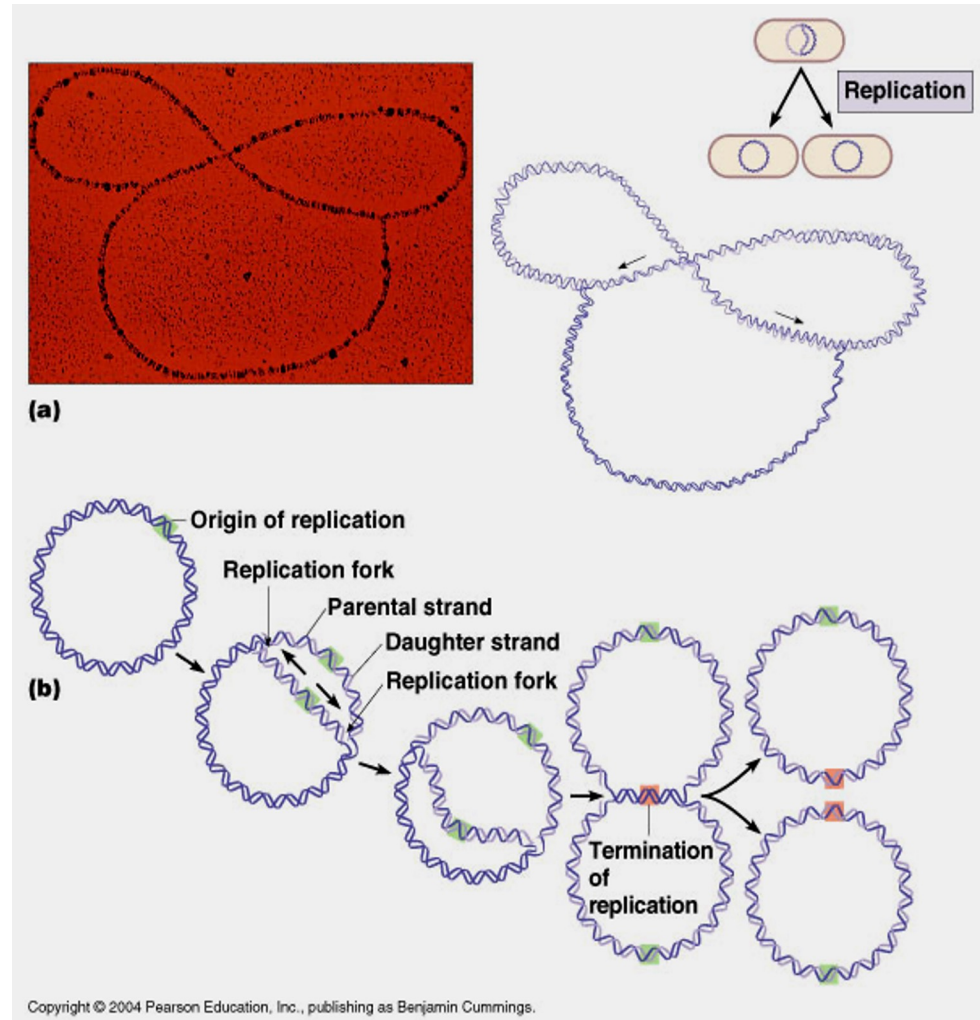 Replication
(a)
Origin of replication
Replication fork
Parental strand
Daughter strand
Replication fork
(b)
Termination
of
replication
Copyright © 2004 Pearson Education, Inc., publishing as Benjamin Cummings.